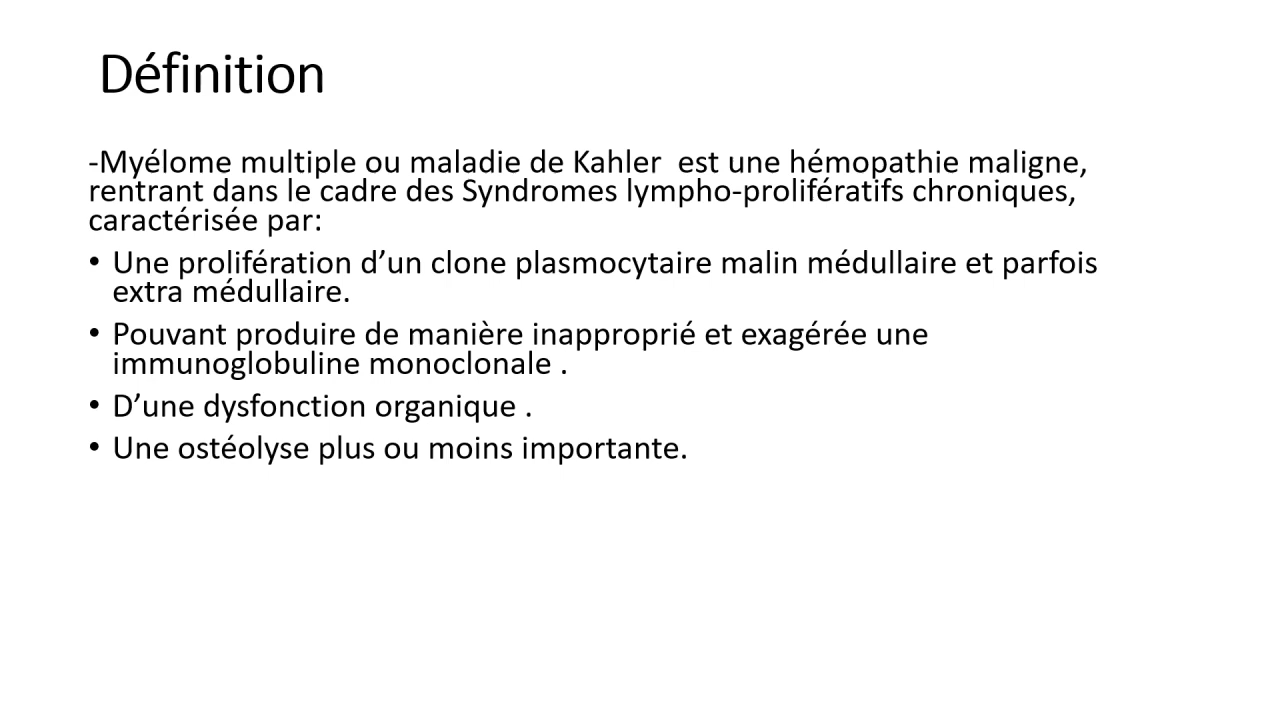 Définition
-Myélome multiple ou maladie de Kahler  est une hémopathie maligne,
rentrant dans le cadre des Syndromes lympho-prolifératifs chroniques,
caractérisée par:
• Une prolifération d’un clone plasmocytaire malin médullaire et parfois
extra médullaire.
• Pouvant produire de manière inapproprié et exagérée une
immunoglobuline monoclonale .
• D’une dysfonction organique .
• Une ostéolyse plus ou moins importante.